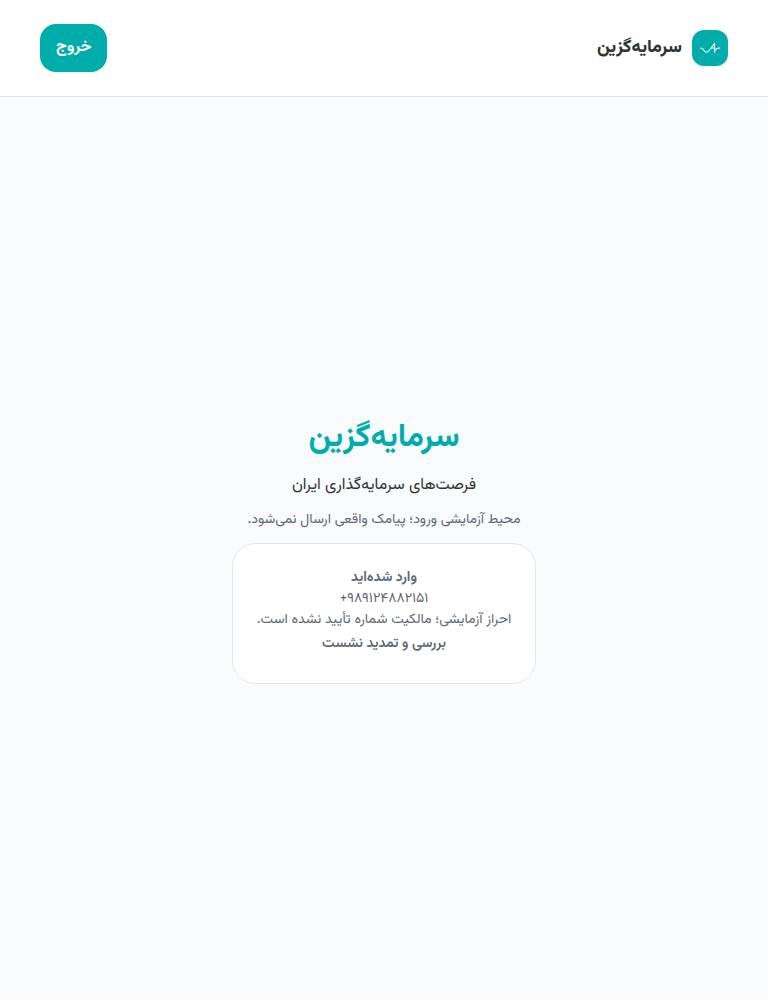 سرمایه‌گزین
خروج
سرمایه‌گزین
فرصت‌های سرمایه‌گذاری ایران
محیط آزمایشی ورود؛ پیامک واقعی ارسال نمی‌شود.
وارد شده‌اید
+۹۸۹۱۲۴۸۸۲۱۵۱
احراز آزمایشی؛ مالکیت شماره تأیید نشده است.
بررسی و تمدید نشست